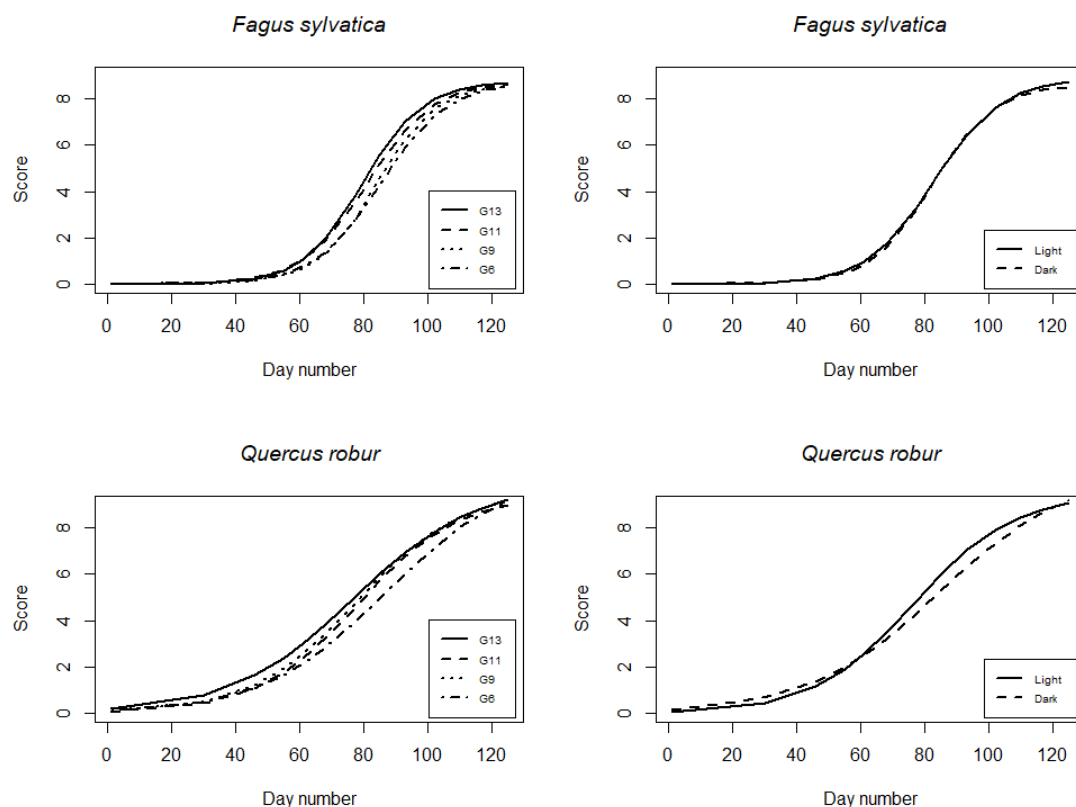 Fagus sylvatica
Score
8
6
4
2
0
G13
G11
G9
G6
0 20 40 60 80 100 120
Day number
Fagus sylvatica
Score
8
6
4
2
0
Light
Dark
0 20 40 60 80 100 120
Day number
Quercus robur
Score
8
6
4
2
0
G13
G11
G9
G6
0 20 40 60 80 100 120
Day number
Quercus robur
Score
8
6
4
2
0
Light
Dark
0 20 40 60 80 100 120
Day number